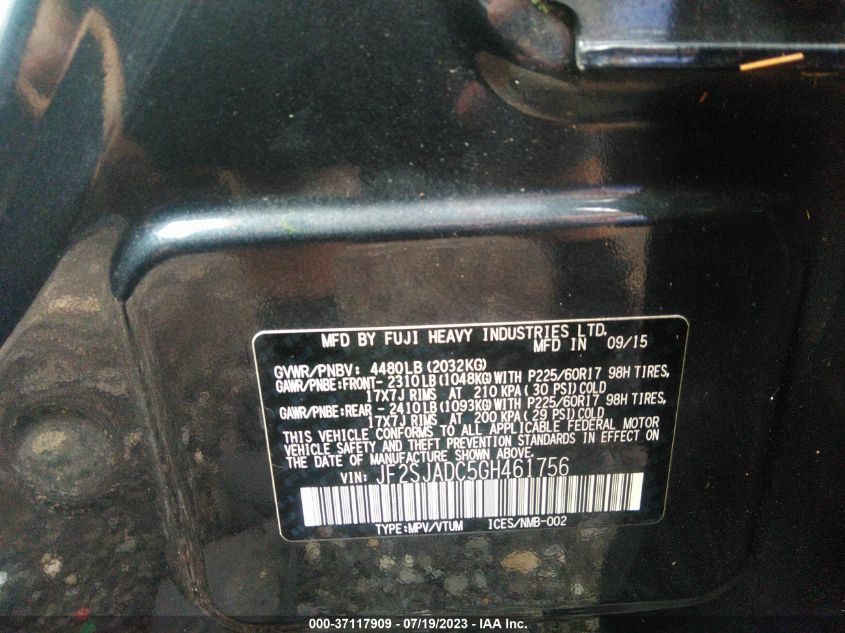 MFD BY FUJI HEAVY INDUSTRIES LTD.
MFD IN 09/15
GVWR/PNBV: 4480LB (2032KG)
GAWR/PNBE:FRONT- 2310LB (1048KG) WITH P225/60R17 98H TIRES,
17X7J RIMS AT 210 KPA (30 PSI) COLD
GAWR/PNBE:REAR - 2410LB (1093KG) WITH P225/60R17 98H TIRES,
17X7J RIMS AT 200 KPA (29 PSI) COLD
THIS VEHICLE CONFORMS TO ALL APPLICABLE FEDERAL MOTOR
VEHICLE SAFETY AND THEFT PREVENTION STANDARDS IN EFFECT ON
THE DATE OF MANUFACTURE SHOWN ABOVE.
VIN: JF2SJADC5GH461756
TYPE:MPV/VTUM ICES/NMB-002
000-37117909 - 07/19/2023 - IAA Inc.